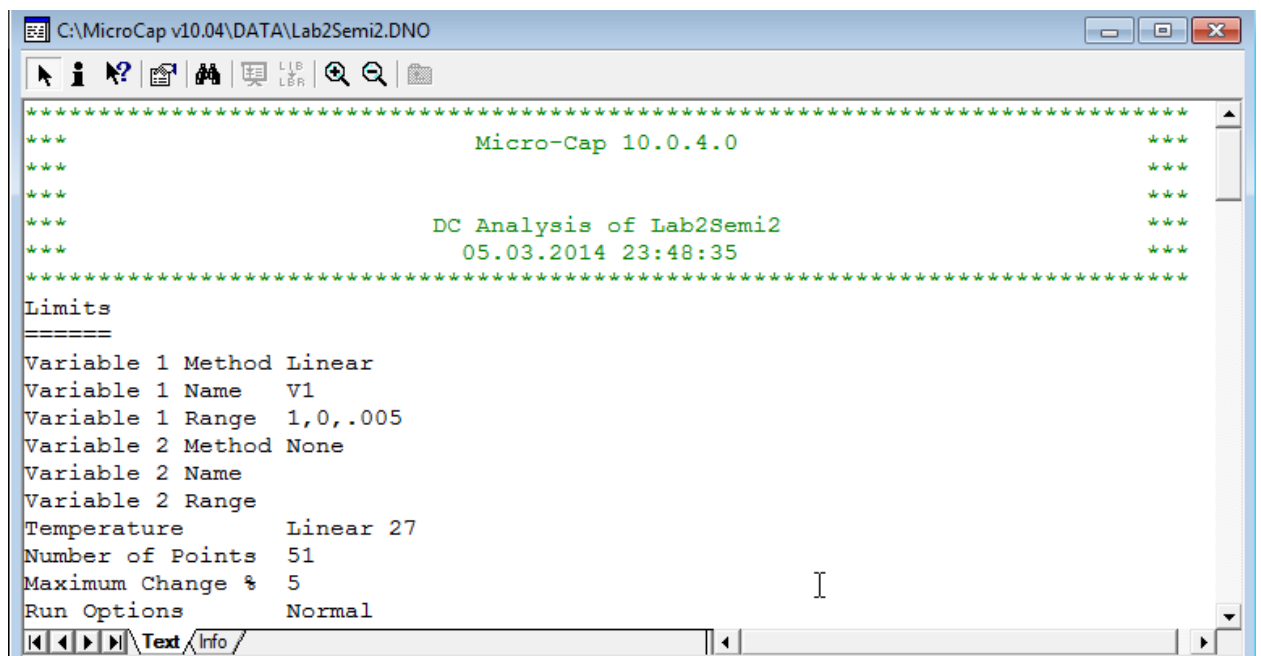 C:\MicroCap v10.04\DATA\Lab2Semi2.DNO
LIB
LBR
********************************************************************************
*** Micro-Cap 10.0.4.0 ***
*** ***
*** ***
*** DC Analysis of Lab2Semi2 ***
*** 05.03.2014 23:48:35 ***
********************************************************************************
Limits
======
Variable 1 Method Linear
Variable 1 Name V1
Variable 1 Range 1,0,.005
Variable 2 Method None
Variable 2 Name
Variable 2 Range
Temperature Linear 27
Number of Points 51
Maximum Change % 5
Run Options Normal
Text Info